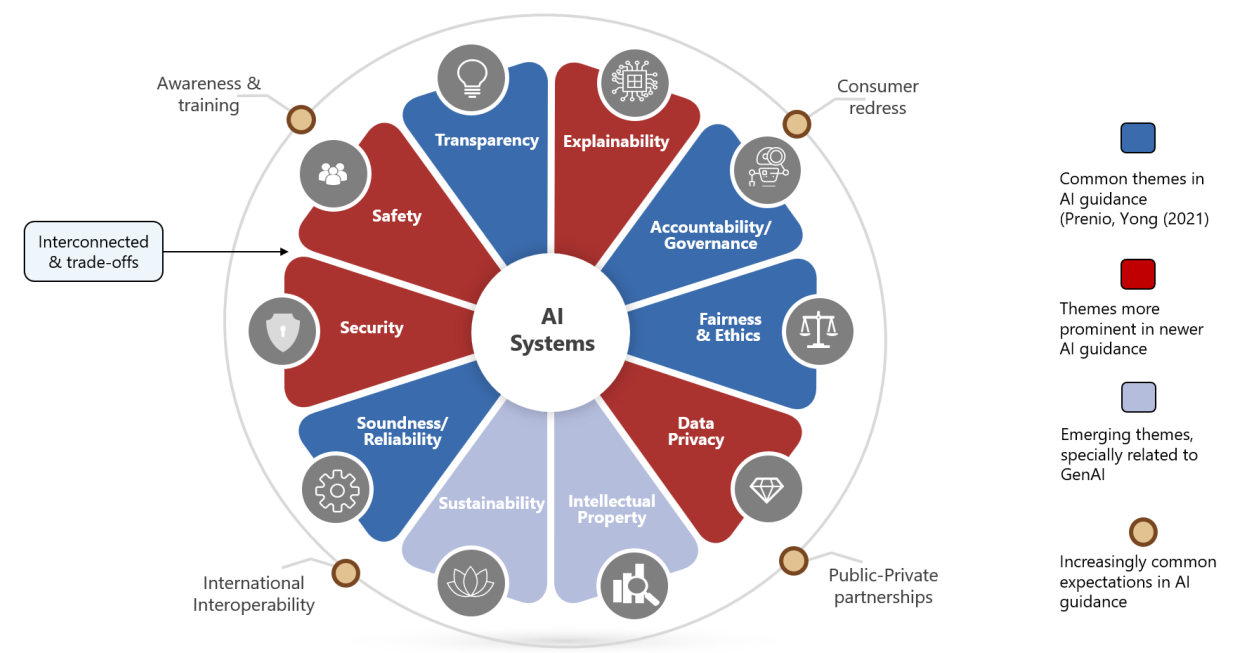 Awareness &
training
Consumer
redress
Transparency
Explainability
Safety
Accountability/
Governance
Interconnected
& trade-offs
Security
AI
Systems
Fairness
& Ethics
Soundness/
Reliability
Data
Privacy
Sustainability
Intellectual
Property
International
Interoperability
Public-Private
partnerships
Common themes in
AI guidance
(Prenio, Yong (2021)
Themes more
prominent in newer
AI guidance
Emerging themes,
specially related to
GenAI
Increasingly common
expectations in AI
guidance